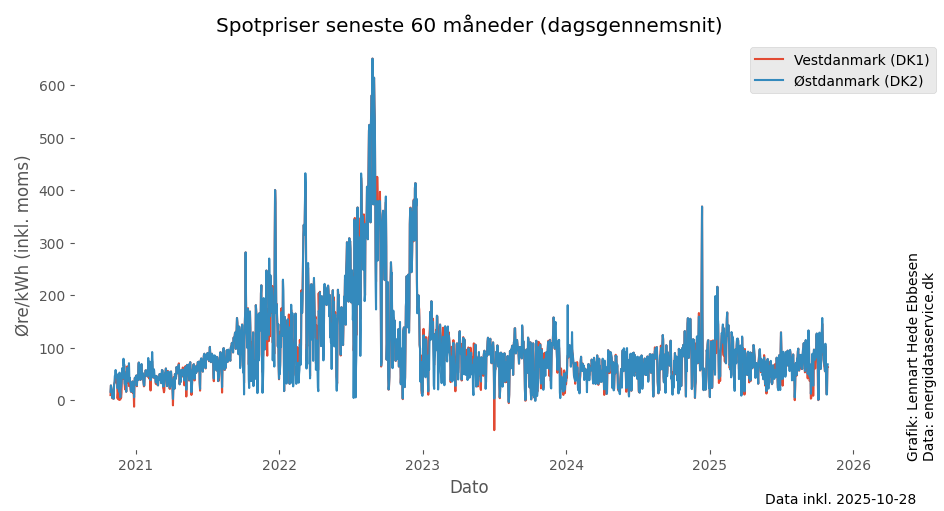 Spotpriser seneste 60 måneder (dagsgennemsnit)
Vestdanmark (DK1)
Østdanmark (DK2)
Øre/kWh (inkl. moms)
600
500
400
300
200
100
0
2021
2022
2023
2024
2025
2026
Dato
Grafik: Lennart Hede Ebbesen
Data: energidataservice.dk
Data inkl. 2025-10-28